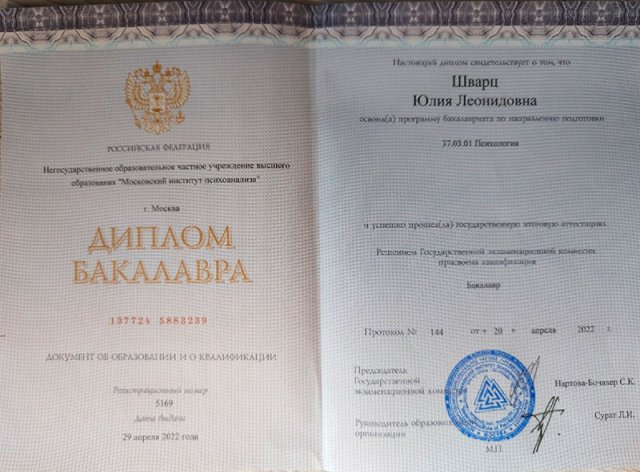 РОССИЙСКАЯ ФЕДЕРАЦИЯ
Негосударственное образовательное частное учреждение высшего
образования "Московский институт психоанализа"
г. Москва
ДИПЛОМ
БАКАЛАВРА
137724 5883239
ДОКУМЕНТ ОБ ОБРАЗОВАНИИ И О КВАЛИФИКАЦИИ
Регистрационный номер
5169
Дата выдачи
29 апреля 2022 года
Настоящий диплом свидетельствует о том, что
Шварц
Юлия Леонидовна
освоил(а) программу бакалавриата по направлению подготовки
37.03.01 Психология
и успешно прошел(ла) государственную итоговую аттестацию
Решением Государственной экзаменационной комиссии
присвоена квалификация
Бакалавр
Протокол № 144 от « 20 » апреля 2022 г.
Председатель
Государственной
экзаменационной
Нартова-Бочавер С.К.
Руководитель
организации
Сурат Л.И.
М.П.